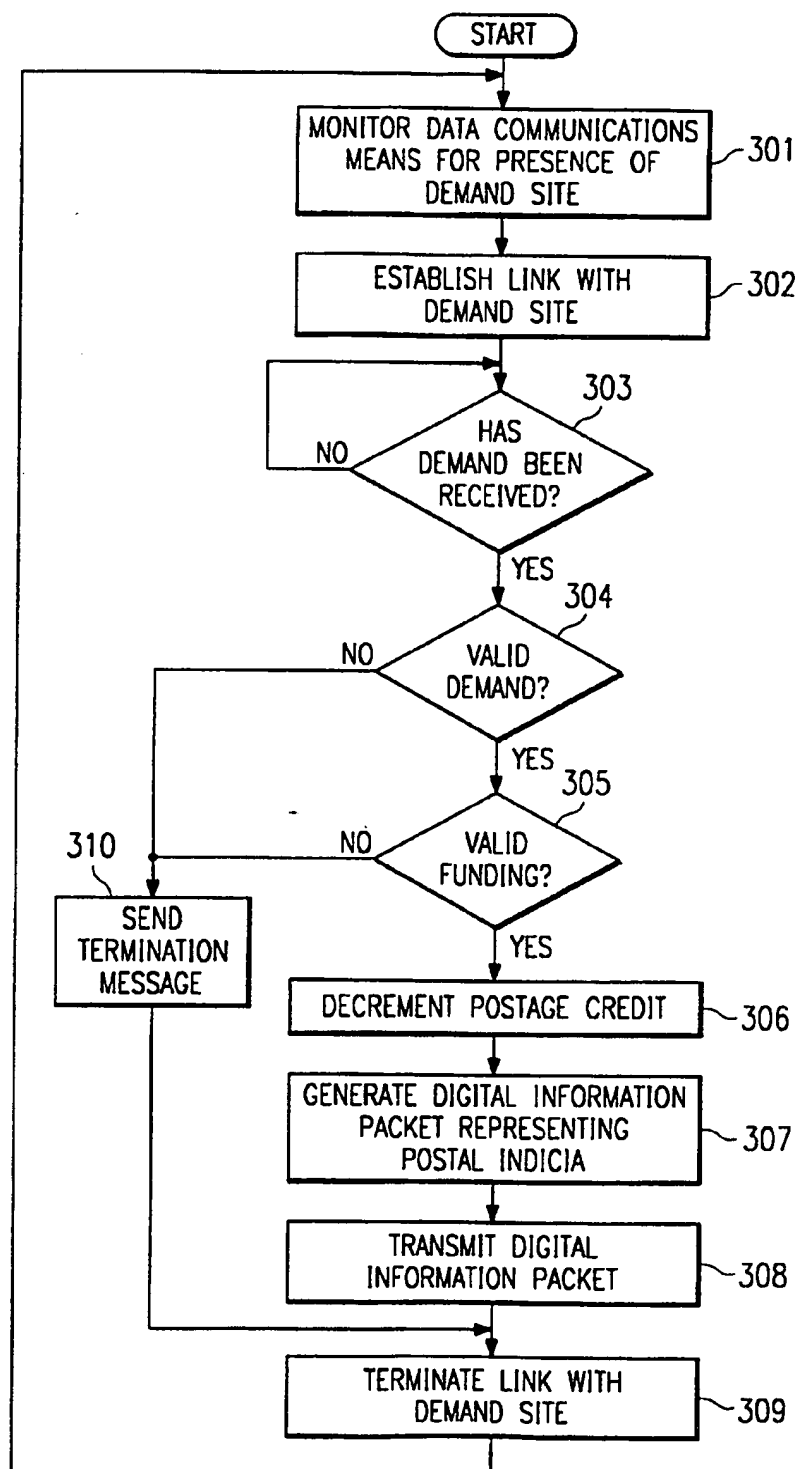 START
MONITOR DATA COMMUNICATIONS
MEANS FOR PRESENCE OF
DEMAND SITE
301
ESTABLISH LINK WITH
DEMAND SITE
302
303
HAS
DEMAND BEEN
RECEIVED?
NO
YES
304
VALID
DEMAND?
NO
YES
305
VALID
FUNDING?
NO
YES
310
SEND
TERMINATION
MESSAGE
DECREMENT POSTAGE CREDIT
306
GENERATE DIGITAL INFORMATION
PACKET REPRESENTING
POSTAL INDICIA
307
TRANSMIT DIGITAL
INFORMATION PACKET
308
TERMINATE LINK WITH
DEMAND SITE
309